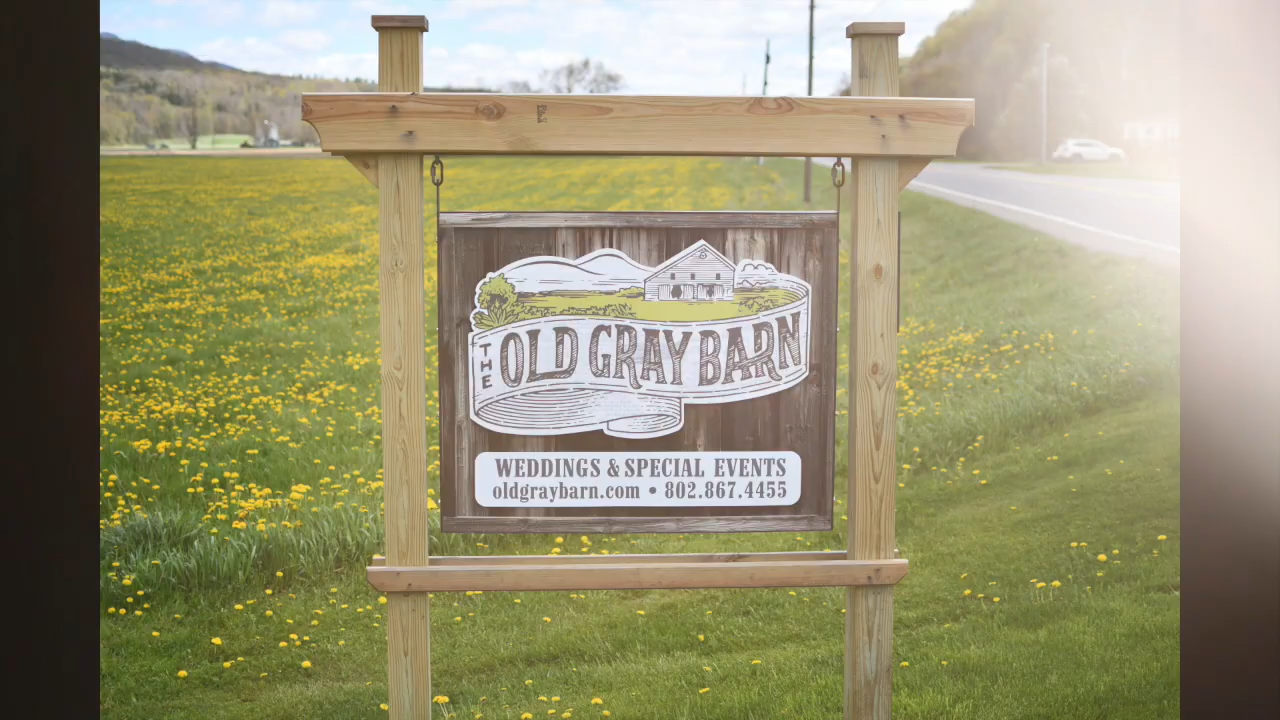 THE OLD GRAY BARN
WEDDINGS & SPECIAL EVENTS
oldgraybarn.com • 802.867.4455